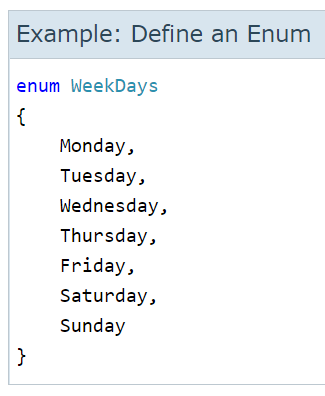 Example: Define an Enum
enum WeekDays
{
    Monday,
    Tuesday,
    Wednesday,
    Thursday,
    Friday,
    Saturday,
    Sunday
}